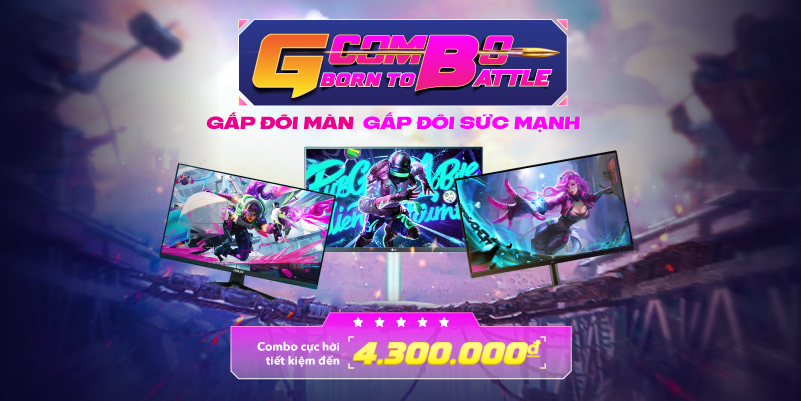 G COMBO
BORN TO BATTLE
GẤP ĐÔI MÀN GẤP ĐÔI SỨC MẠNH
Combo cực hời
tiết kiệm đến
4.300.000đ